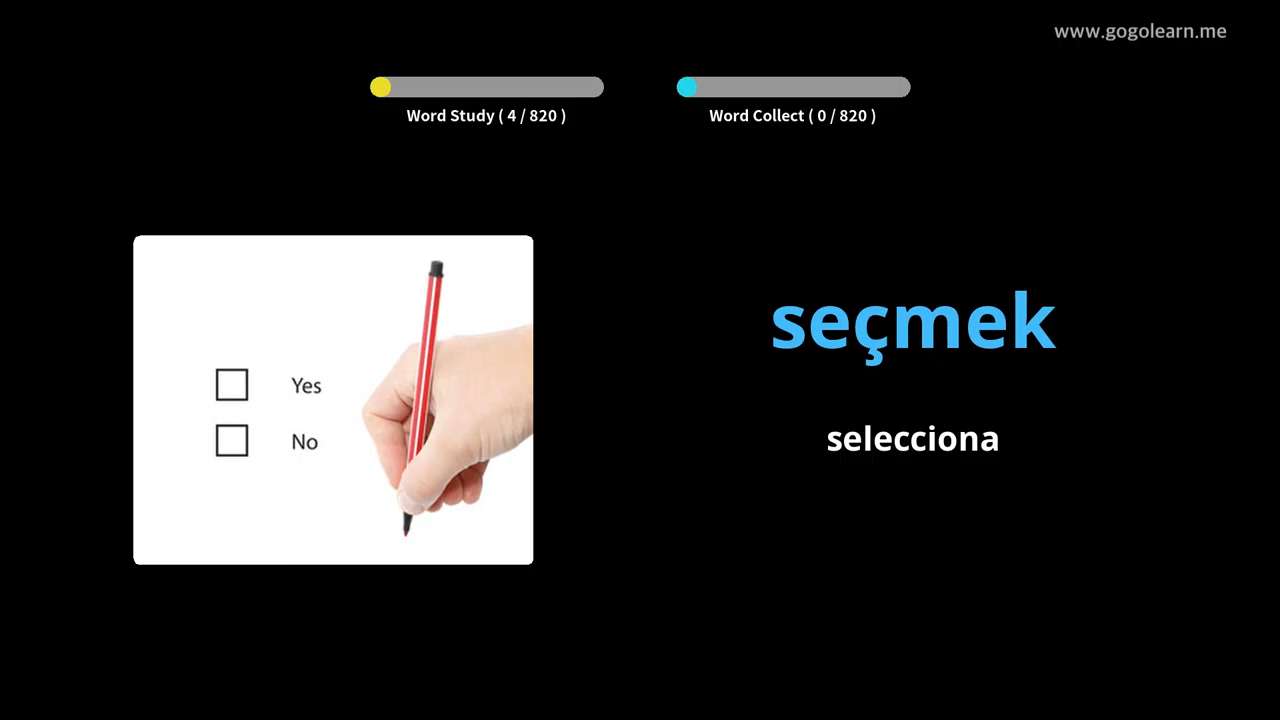 www.gogolearn.me
Word Study ( 4 / 820 )
Word Collect ( 0 / 820 )
Yes
No
seçmek
selecciona